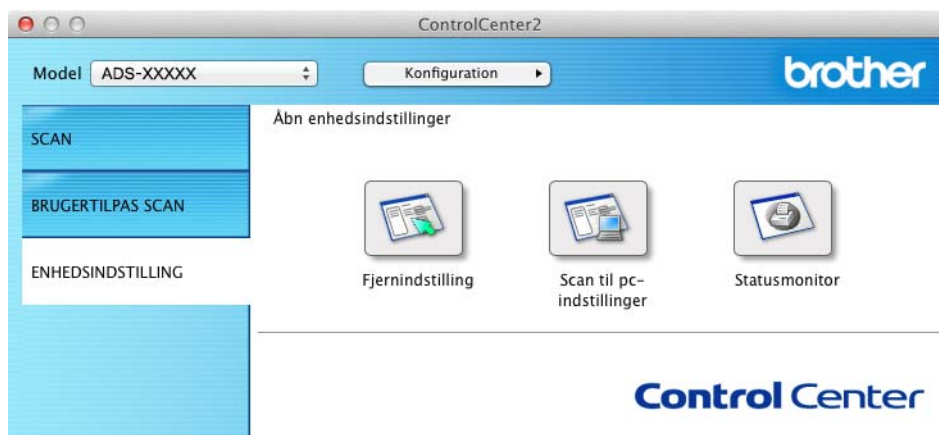 ControlCenter2
Model ADS-XXXXX Konfiguration
brother
SCAN
BRUGERTILPAS SCAN
ENHEDSINDSTILLING
Åbn enhedsindstillinger
Fjernindstilling
Scan til pc-
indstillinger
Statusmonitor
Control Center